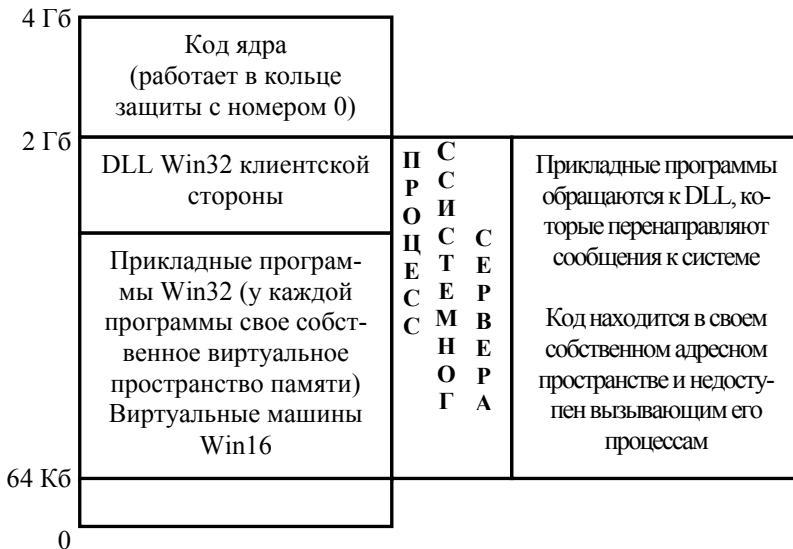 4 Гб
Код ядра
(работает в кольце
защиты с номером 0)
2 Гб
DLL Win32 клиентской
стороны
Прикладные програм-
мы Win32 (у каждой
программы свое собст-
венное виртуальное
пространство памяти)
Виртуальные машины
Win16
64 Кб
0
ПРОЦЕСС
ССИСТЕМНОГ
СЕРВЕРА
Прикладные программы
обращаются к DLL, ко-
торые перенаправляют
сообщения к системе
Код находится в своем
собственном адресном
пространстве и недосту-
пен вызывающим его
процессам